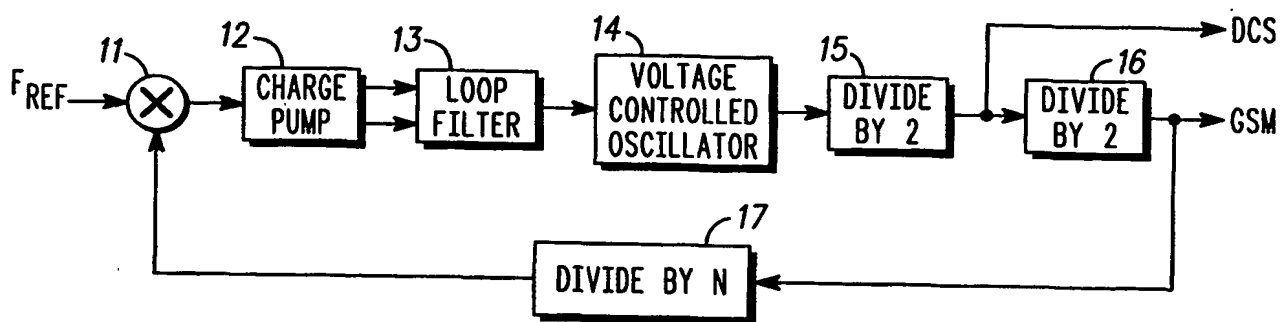 11
12
13
14
15
16
17
F REF
CHARGE
PUMP
LOOP
FILTER
VOLTAGE
CONTROLLED
OSCILLATOR
DIVIDE
BY 2
DIVIDE
BY 2
DCS
GSM
DIVIDE BY N